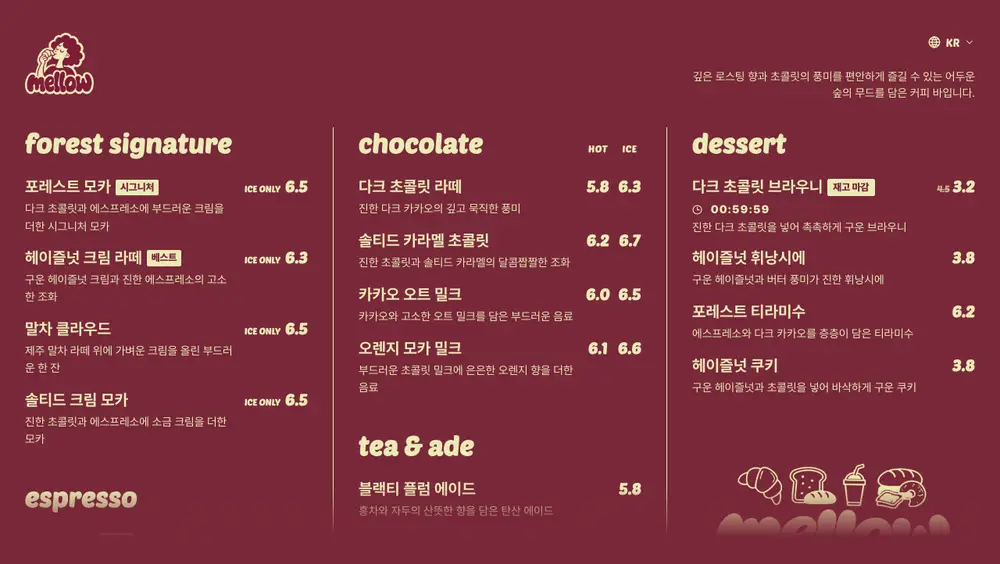 mellow
KR
깊은 로스팅 향과 초콜릿의 풍미를 편안하게 즐길 수 있는 어두운
숲의 무드를 담은 커피 바입니다.
forest signature
포레스트 모카 시그니처 ICE ONLY 6.5
다크 초콜릿과 에스프레소에 부드러운 크림을
더한 시그니처 모카
헤이즐넛 크림 라떼 베스트 ICE ONLY 6.3
구운 헤이즐넛 크림과 진한 에스프레소의 고소
한 조화
말차 클라우드 ICE ONLY 6.5
제주 말차 라떼 위에 가벼운 크림을 올린 부드러
운 한 잔
솔티드 크림 모카 ICE ONLY 6.5
진한 초콜릿과 에스프레소에 소금 크림을 더한
모카
espresso
chocolate HOT ICE
다크 초콜릿 라떼 5.8 6.3
진한 다크 카카오의 깊고 묵직한 풍미
솔티드 카라멜 초콜릿 6.2 6.7
진한 초콜릿과 솔티드 카라멜의 달콤짭짤한 조화
카카오 오트 밀크 6.0 6.5
카카오와 고소한 오트 밀크를 담은 부드러운 음료
오렌지 모카 밀크 6.1 6.6
부드러운 초콜릿 밀크에 은은한 오렌지 향을 더한
음료
tea & ade
블랙티 플럼 에이드 5.8
홍차와 자두의 산뜻한 향을 담은 탄산 에이드
dessert
다크 초콜릿 브라우니 재고 마감 4.5 3.2
00:59:59
진한 다크 초콜릿을 넣어 촉촉하게 구운 브라우니
헤이즐넛 휘낭시에 3.8
구운 헤이즐넛과 버터 풍미가 진한 휘낭시에
포레스트 티라미수 6.2
에스프레소와 다크 카카오를 층층이 담은 티라미수
헤이즐넛 쿠키 3.8
구운 헤이즐넛과 초콜릿을 넣어 바삭하게 구운 쿠키
mellow